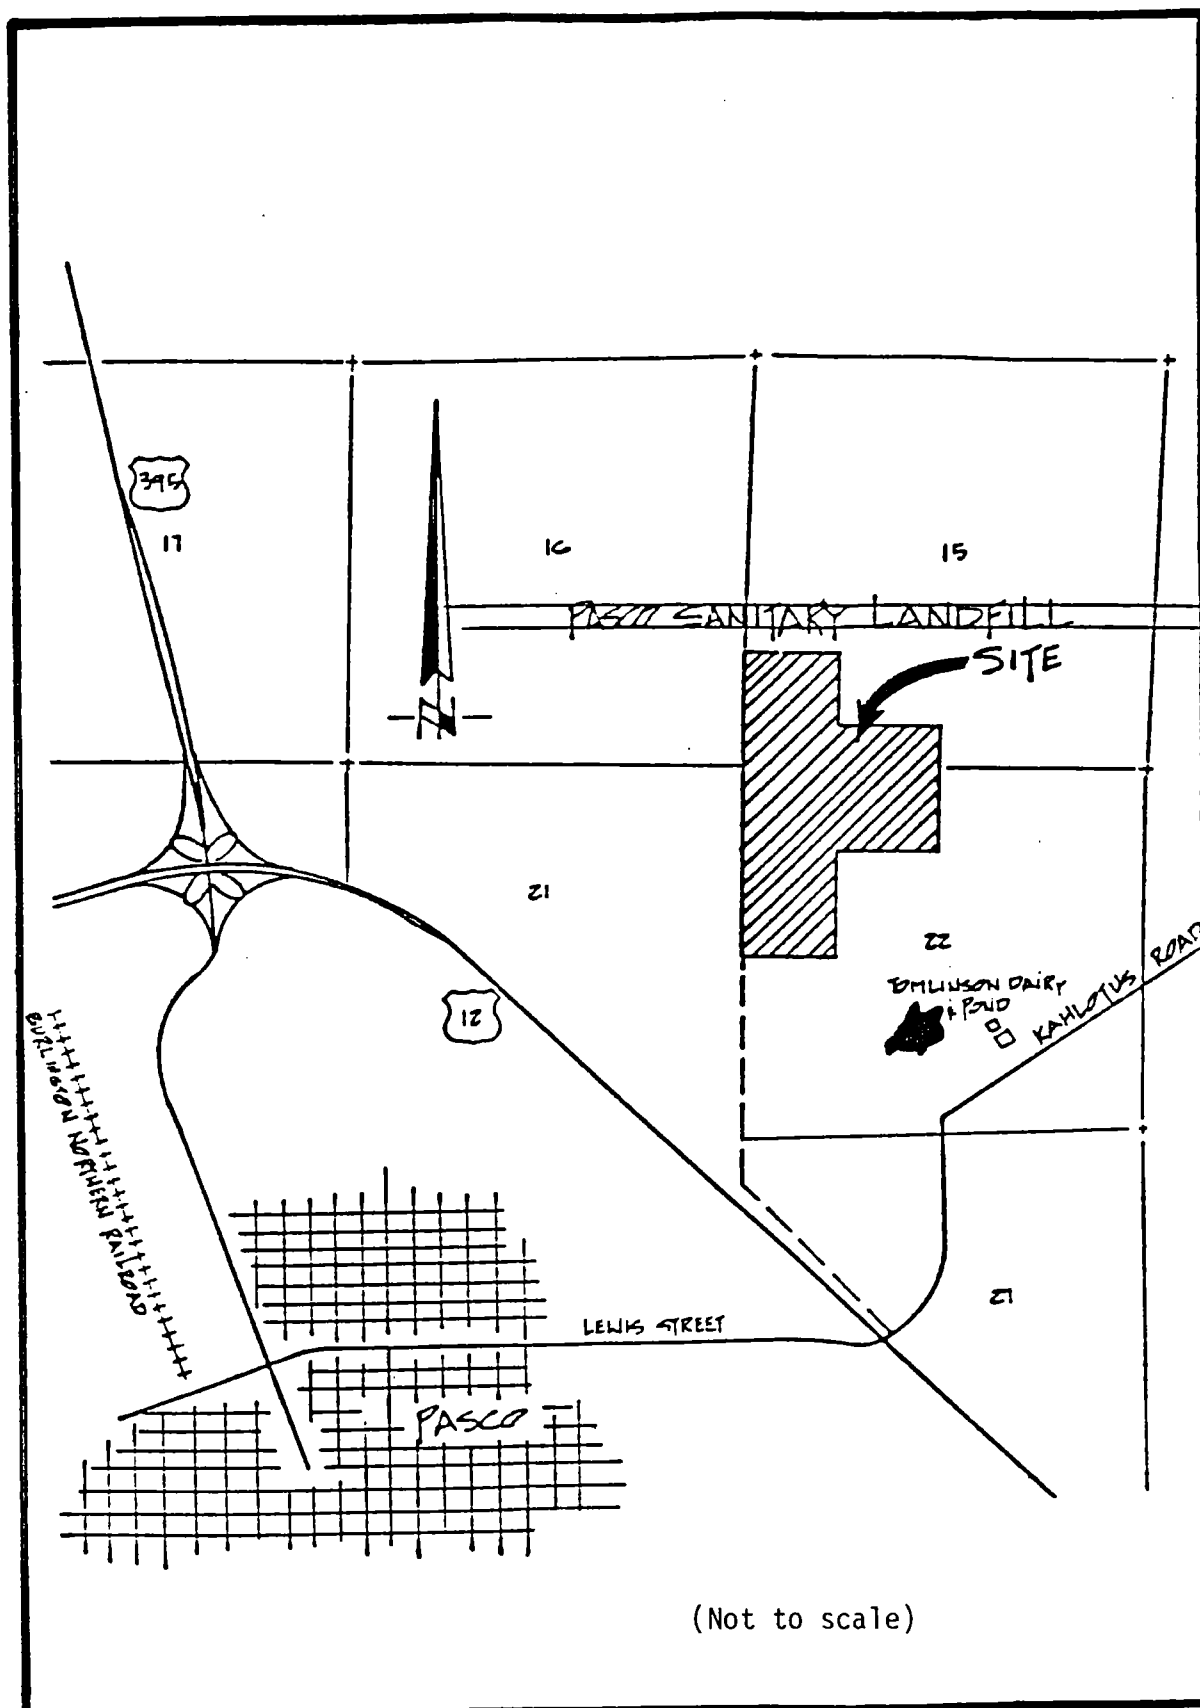 395
17
16
15
PASCO SANITARY LANDFILL
SITE
21
22
TOMLINSON DAIRY
& POND
KAHLOTUS ROAD
12
BURLINGTON NORTHERN RAILROAD
27
LEWIS STREET
PASCO
(Not to scale)